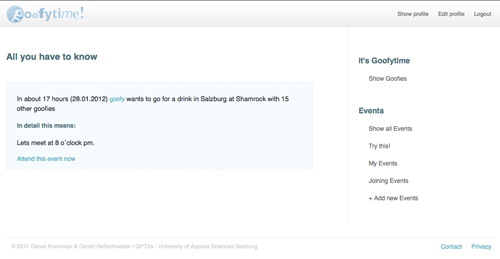 goofytime!
Show profile
Edit profile
Logout
All you have to know
In about 17 hours (28.01.2012) goofy wants to go for a drink in Salzburg at Shamrock with 15
other goofies
In detail this means:
Lets meet at 8 o´clock pm.
Attend this event now
It's Goofytime
Show Goofies
Events
Show all Events
Try this!
My Events
Joining Events
+ Add new Events
© 2011 Daniel Krenmayr & Dimitri Reifschneider I QPT2a - University of Applied Sciences Salzburg
Contact
Privacy